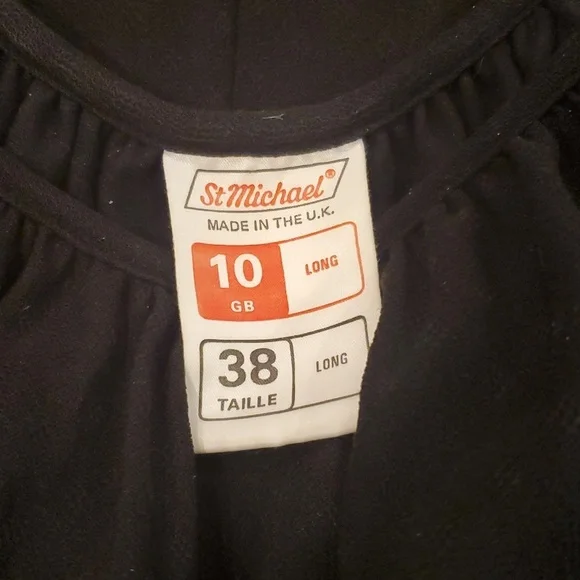 St Michael®
MADE IN THE U.K.
10 LONG
GB
38 LONG
TAILLE